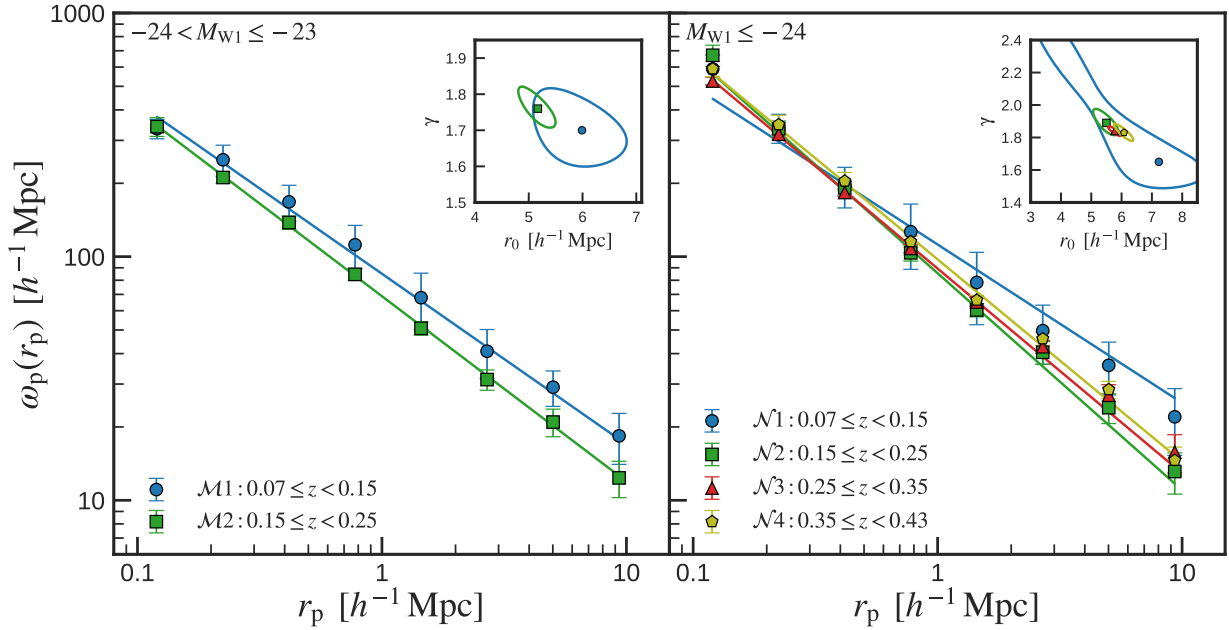 −24 < M_W1 ≤ −23
M_W1 ≤ −24
1000
100
10
ω_p(r_p) [h⁻¹ Mpc]
1.9
1.8
1.7
1.6
1.5
γ
4 5 6 7
r_0 [h⁻¹ Mpc]
2.4
2.2
2.0
1.8
1.6
1.4
γ
3 4 5 6 7 8
r_0 [h⁻¹ Mpc]
ℳ1 : 0.07 ≤ z < 0.15
ℳ2 : 0.15 ≤ z < 0.25
𝒩1 : 0.07 ≤ z < 0.15
𝒩2 : 0.15 ≤ z < 0.25
𝒩3 : 0.25 ≤ z < 0.35
𝒩4 : 0.35 ≤ z < 0.43
0.1 1 10
0.1 1 10
r_p [h⁻¹ Mpc]
r_p [h⁻¹ Mpc]